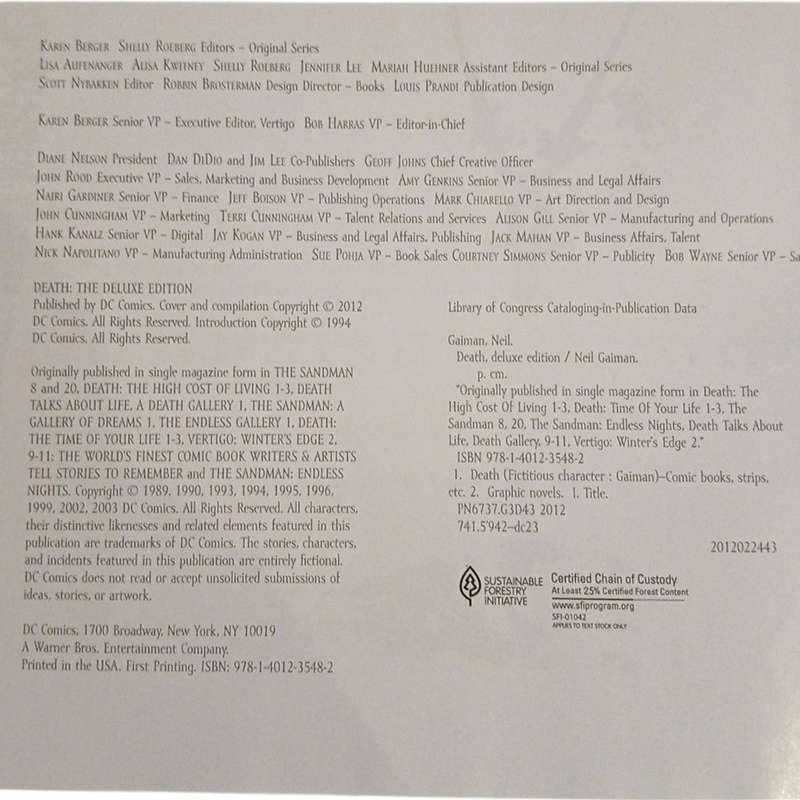 KAREN BERGER SHELLY ROEBERG Editors – Original Series
LISA AUFENANGER ALISA KWITNEY SHELLY ROEBERG JENNIFER LEE MARIAH HUEHNER Assistant Editors – Original Series
SCOTT NYBAKKEN Editor ROBBIN BROSTERMAN Design Director – Books LOUIS PRANDI Publication Design
KAREN BERGER Senior VP – Executive Editor, Vertigo BOB HARRAS VP – Editor-in-Chief
DIANE NELSON President DAN DIDIO and JIM LEE Co-Publishers GEOFF JOHNS Chief Creative Officer
JOHN ROOD Executive VP – Sales, Marketing and Business Development AMY GENKINS Senior VP – Business and Legal Affairs
NAIRI GARDINER Senior VP – Finance JEFF BOISON VP – Publishing Operations MARK CHIARELLO VP – Art Direction and Design
JOHN CUNNINGHAM VP – Marketing TERRI CUNNINGHAM VP – Talent Relations and Services ALISON GILL Senior VP – Manufacturing and Operations
HANK KANALZ Senior VP – Digital JAY KOGAN VP – Business and Legal Affairs, Publishing JACK MAHAN VP – Business Affairs, Talent
NICK NAPOLITANO VP – Manufacturing Administration SUE POHJA VP – Book Sales COURTNEY SIMMONS Senior VP – Publicity BOB WAYNE Senior VP – Sa
DEATH: THE DELUXE EDITION
Published by DC Comics. Cover and compilation Copyright © 2012
DC Comics. All Rights Reserved. Introduction Copyright © 1994
DC Comics. All Rights Reserved.
Originally published in single magazine form in THE SANDMAN
8 and 20, DEATH: THE HIGH COST OF LIVING 1-3, DEATH
TALKS ABOUT LIFE, A DEATH GALLERY 1, THE SANDMAN: A
GALLERY OF DREAMS 1, THE ENDLESS GALLERY 1, DEATH:
THE TIME OF YOUR LIFE 1-3, VERTIGO: WINTER'S EDGE 2,
9-11: THE WORLD'S FINEST COMIC BOOK WRITERS & ARTISTS
TELL STORIES TO REMEMBER and THE SANDMAN: ENDLESS
NIGHTS. Copyright © 1989, 1990, 1993, 1994, 1995, 1996,
1999, 2002, 2003 DC Comics. All Rights Reserved. All characters,
their distinctive likenesses and related elements featured in this
publication are trademarks of DC Comics. The stories, characters,
and incidents featured in this publication are entirely fictional.
DC Comics does not read or accept unsolicited submissions of
ideas, stories, or artwork.
DC Comics, 1700 Broadway, New York, NY 10019
A Warner Bros. Entertainment Company.
Printed in the USA. First Printing. ISBN: 978-1-4012-3548-2
Library of Congress Cataloging-in-Publication Data
Gaiman, Neil.
Death, deluxe edition / Neil Gaiman.
p. cm.
"Originally published in single magazine form in Death: The
High Cost Of Living 1-3, Death: Time Of Your Life 1-3, The
Sandman 8, 20, The Sandman: Endless Nights, Death Talks About
Life, Death Gallery, 9-11, Vertigo: Winter's Edge 2."
ISBN 978-1-4012-3548-2
1. Death (Fictitious character : Gaiman)–Comic books, strips,
etc. 2. Graphic novels. I. Title.
PN6737.G3D43 2012
741.5'942–dc23
2012022443
SUSTAINABLE
FORESTRY
INITIATIVE
Certified Chain of Custody
At Least 25% Certified Forest Content
www.sfiprogram.org
SFI-01042
APPLIES TO TEXT STOCK ONLY